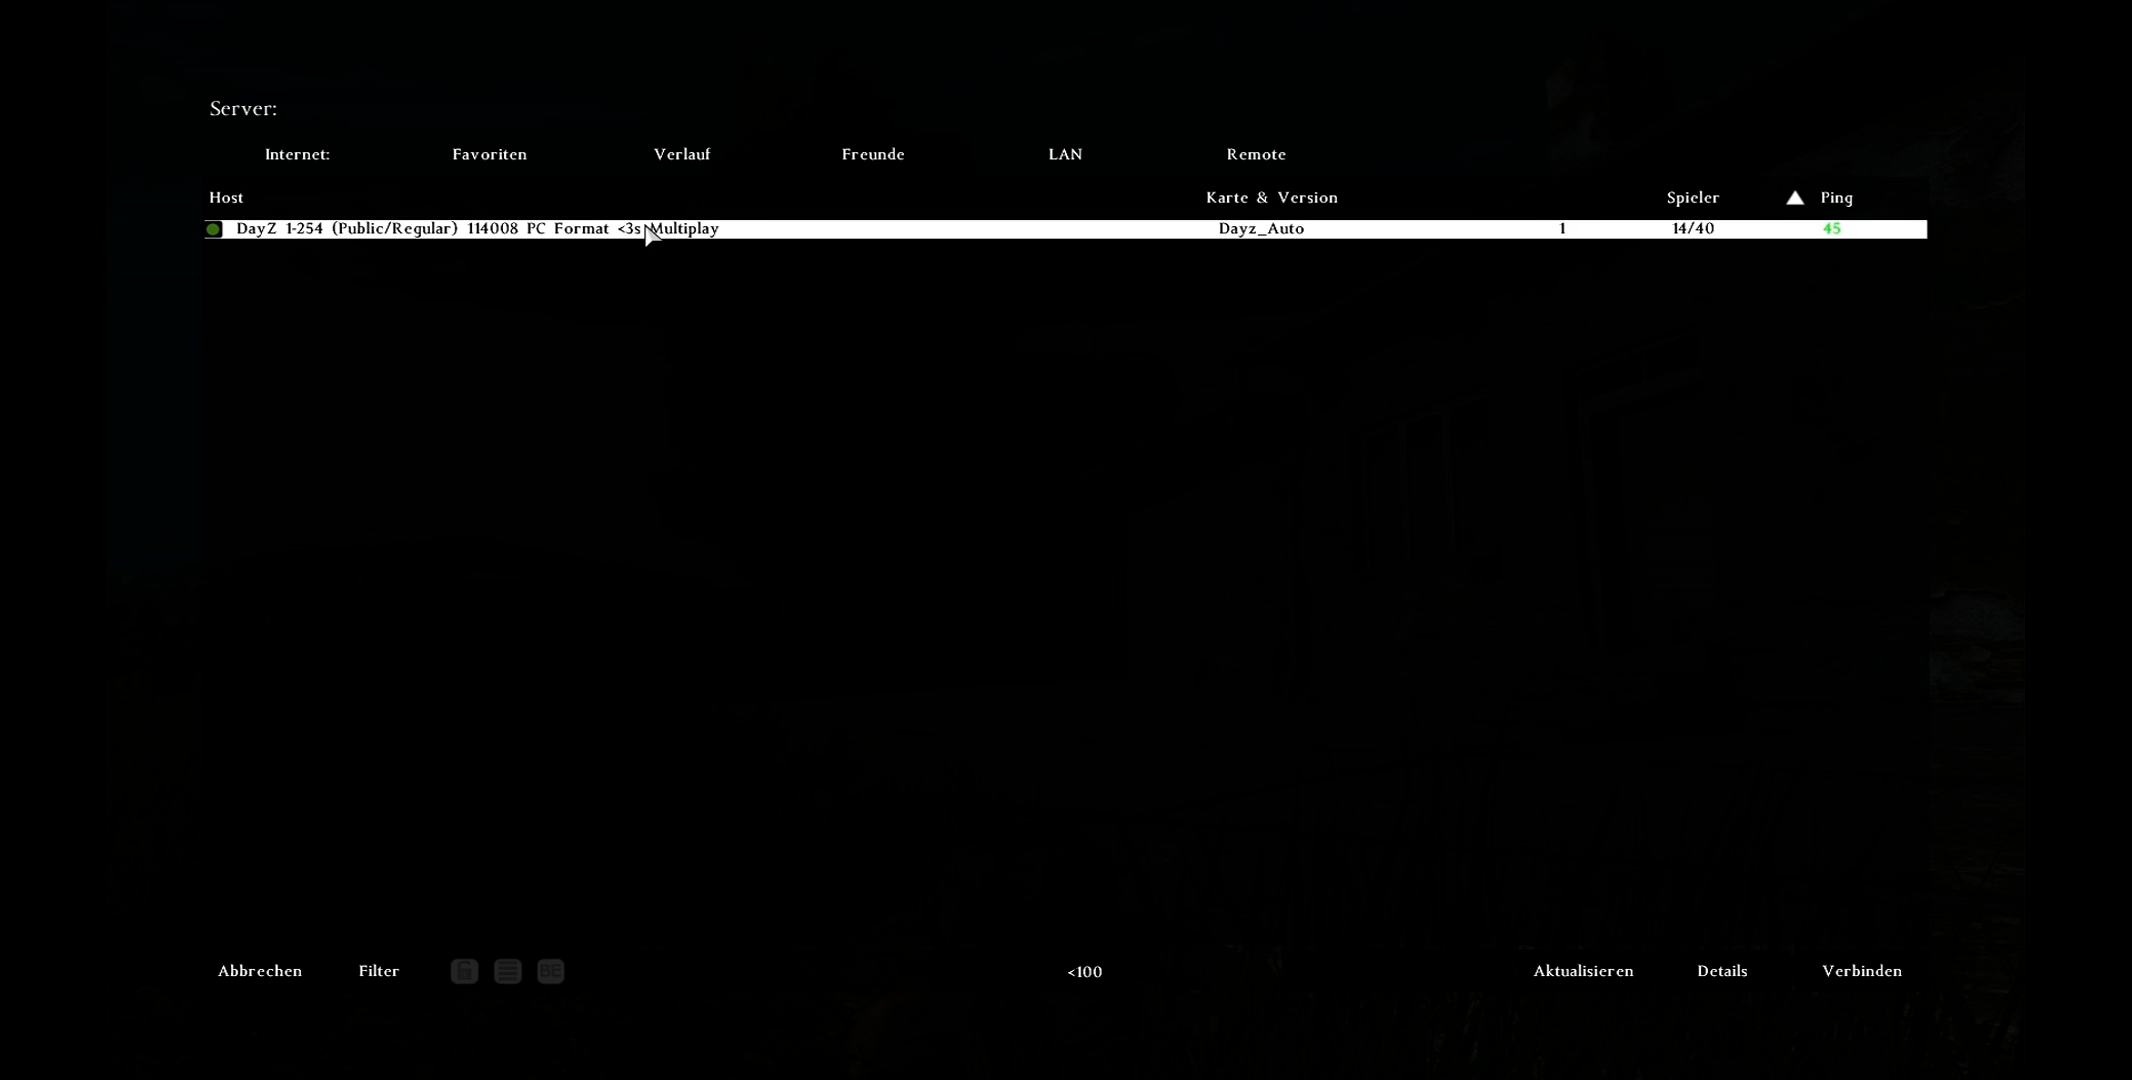 Server:
Internet: Favoriten Verlauf Freunde LAN Remote
Host Karte & Version Spieler Ping
DayZ 1-254 (Public/Regular) 114008 PC Format <3s Multiplay Dayz_Auto 1 14/40 45
Abbrechen Filter BE <100 Aktualisieren Details Verbinden